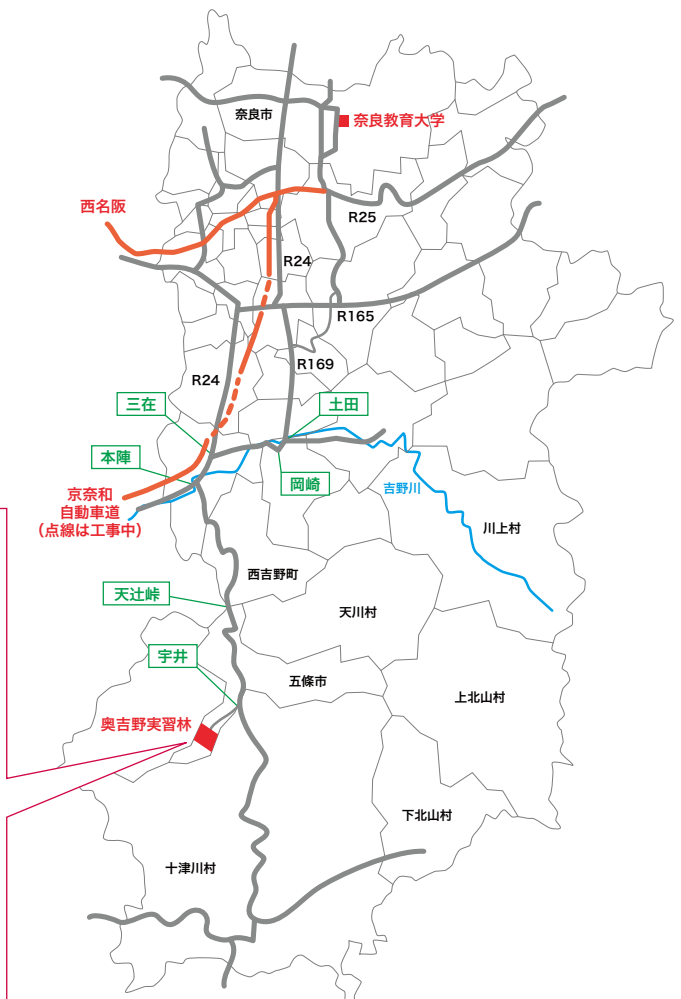 奈良市
奈良教育大学
西名阪
R25
R24
R165
R169
R24
三在
土田
本陣
岡崎
京奈和
自動車道
(点線は工事中)
吉野川
川上村
西吉野町
天辻峠
天川村
宇井
五條市
上北山村
奥吉野実習林
下北山村
十津川村